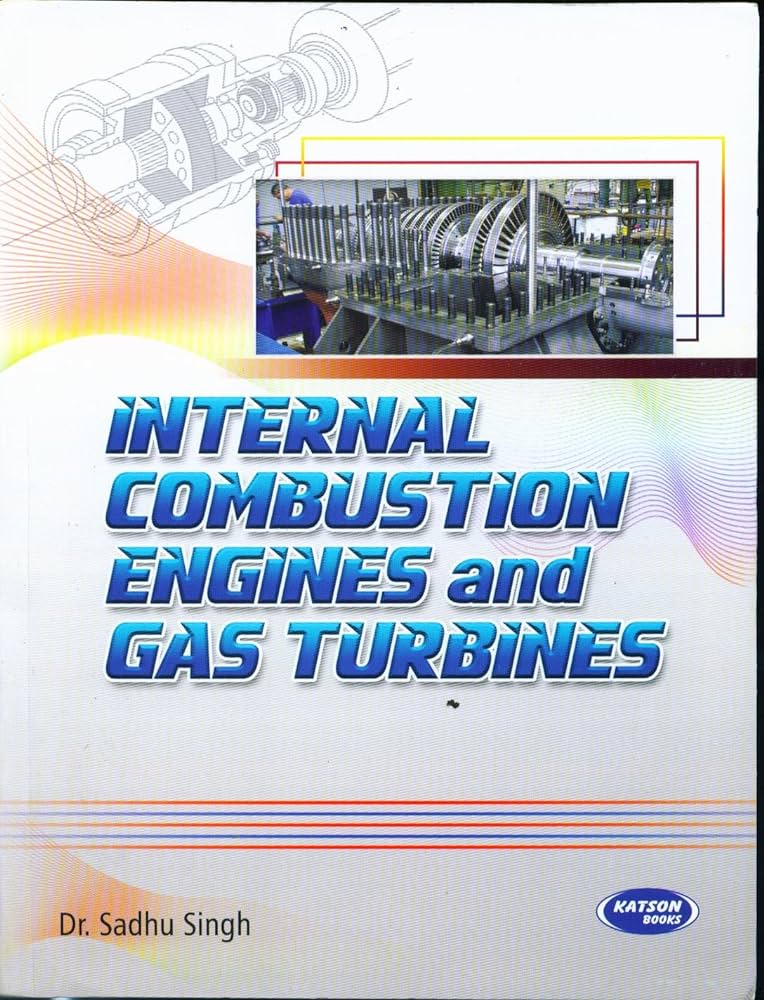 INTERNAL
COMBUSTION
ENGINES and
GAS TURBINES
Dr. Sadhu Singh
KATSON
BOOKS